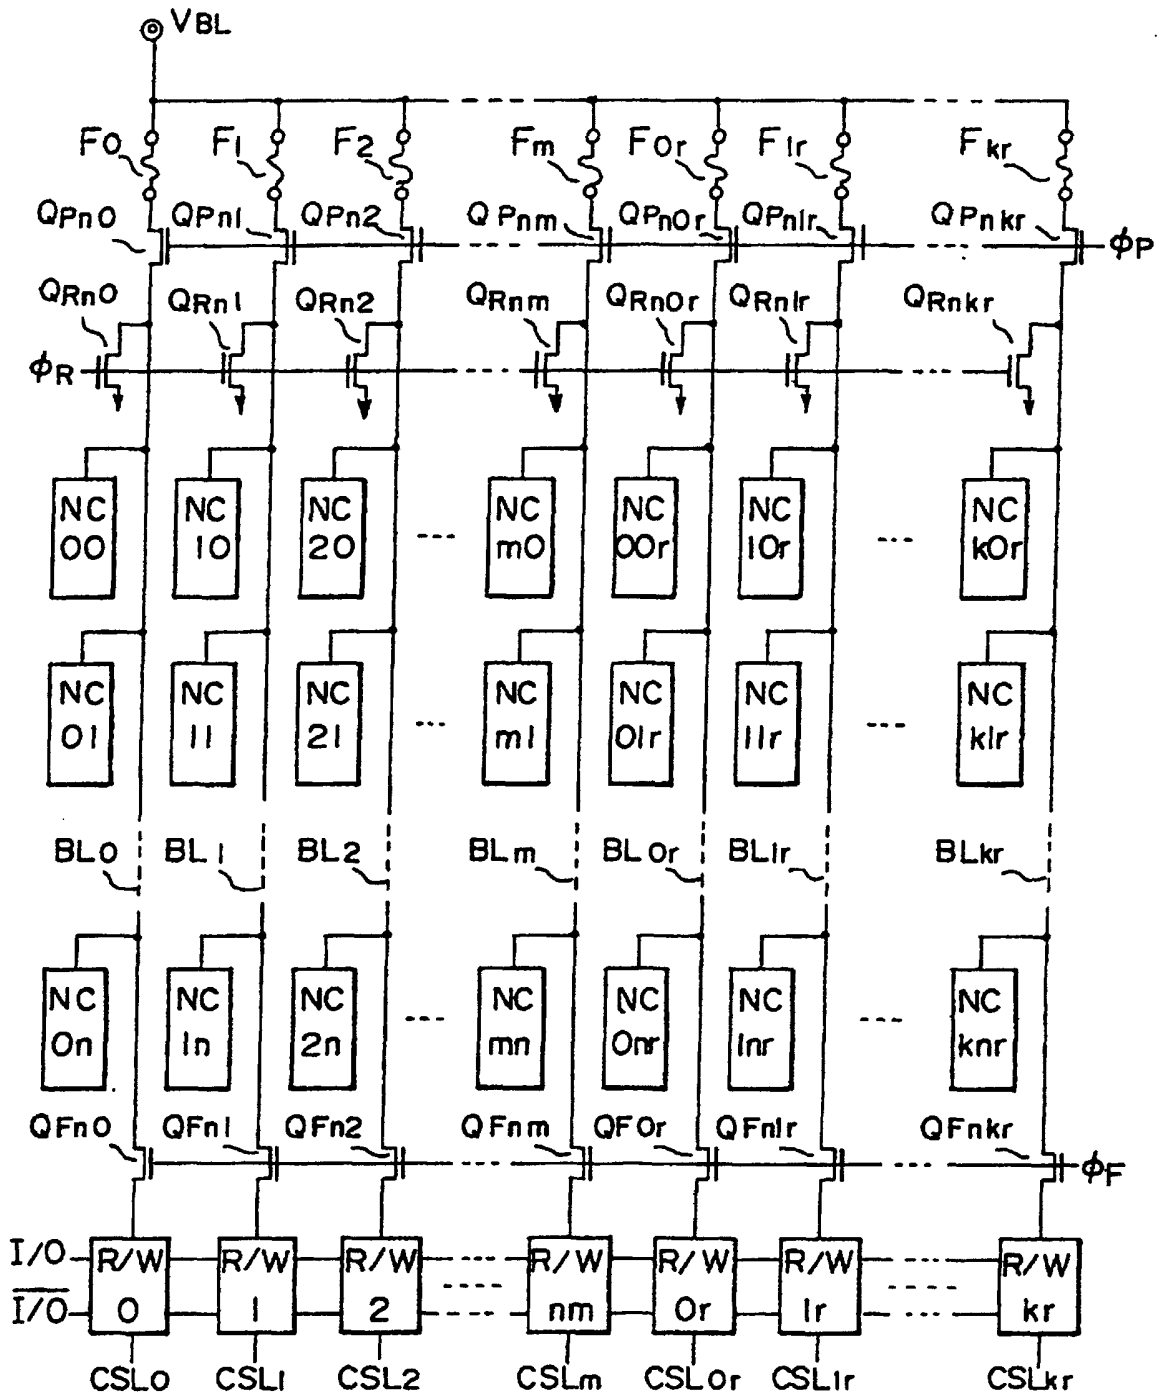 VBL
F0 F1 F2 Fm F0r F1r Fkr
QPn0 QPn1 QPn2 QPnm QPn0r QPn1r QPnkr
ϕP
QRn0 QRn1 QRn2 QRnm QRn0r QRn1r QRnkr
ϕR
NC NC NC NC NC NC NC
00 10 20 m0 00r 10r k0r
NC NC NC NC NC NC NC
01 11 21 m1 01r 11r k1r
BL0 BL1 BL2 BLm BL0r BL1r BLkr
NC NC NC NC NC NC NC
0n 1n 2n mn 0nr 1nr knr
QFn0 QFn1 QFn2 QFnm QF0r QFn1r QFnkr
ϕF
I/O R/W R/W R/W R/W R/W R/W R/W
I/O 0 1 2 nm 0r 1r kr
CSL0 CSL1 CSL2 CSLm CSL0r CSL1r CSLkr